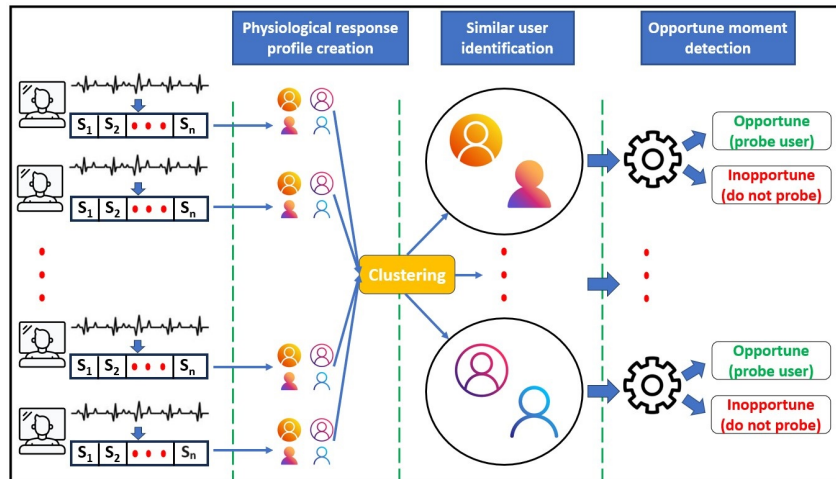 Physiological response
profile creation
Similar user
identification
Opportune moment
detection
S1 S2 Sn
S1 S2 Sn
Clustering
S1 S2 Sn
S1 S2 Sn
Opportune
(probe user)
Inopportune
(do not probe)
Opportune
(probe user)
Inopportune
(do not probe)